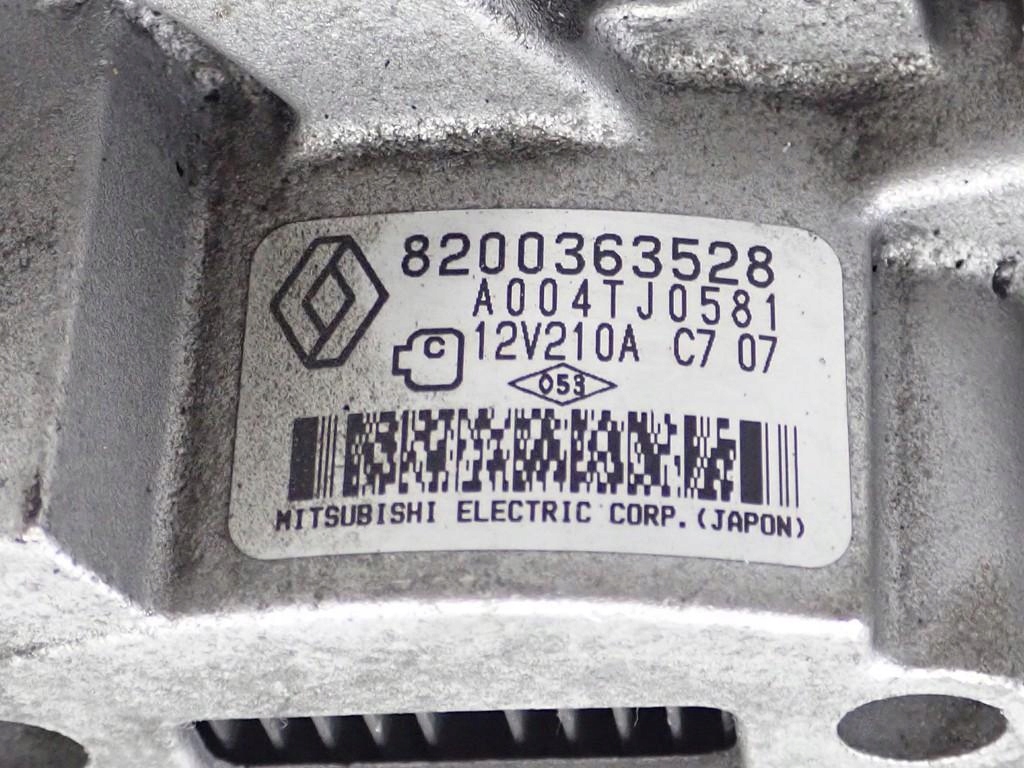 8200363528
A004TJ0581
C 12V210A C7 07
053
MITSUBISHI ELECTRIC CORP. (JAPON)